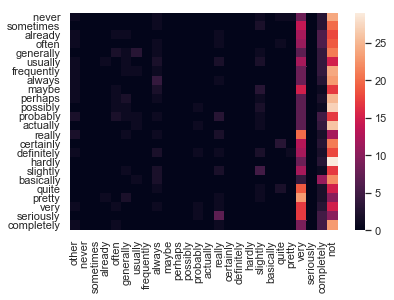 never
sometimes
already
often
generally
usually
frequently
always
maybe
perhaps
possibly
probably
actually
really
certainly
definitely
hardly
slightly
basically
quite
pretty
very
seriously
completely
other
never
sometimes
already
often
generally
usually
frequently
always
maybe
perhaps
possibly
probably
actually
really
certainly
definitely
hardly
slightly
basically
quite
pretty
very
seriously
completely
not
25
20
15
10
5
0